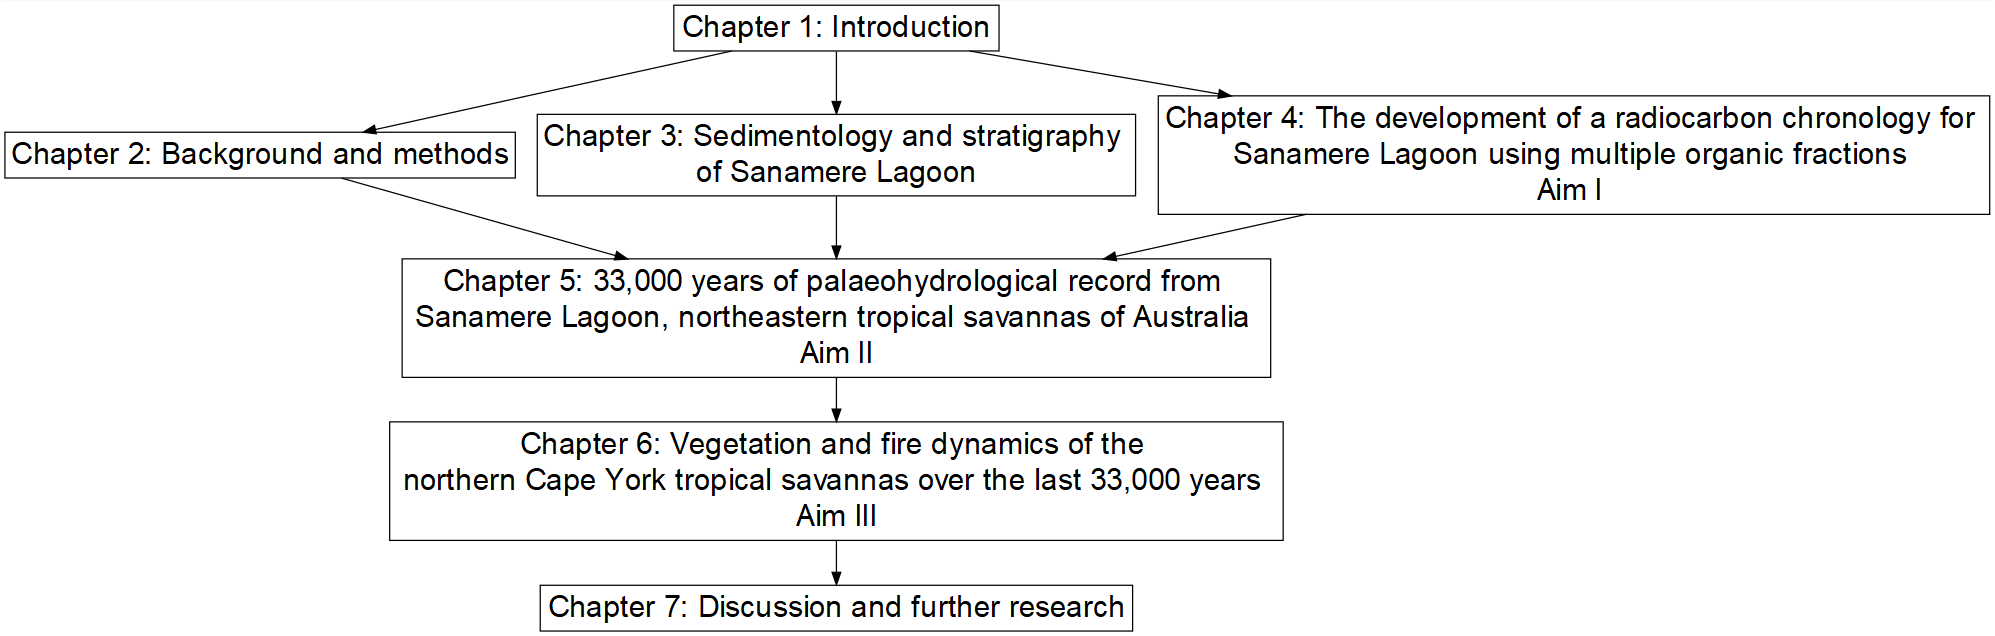 Chapter 1: Introduction
Chapter 2: Background and methods
Chapter 3: Sedimentology and stratigraphy
of Sanamere Lagoon
Chapter 4: The development of a radiocarbon chronology for
Sanamere Lagoon using multiple organic fractions
Aim I
Chapter 5: 33,000 years of palaeohydrological record from
Sanamere Lagoon, northeastern tropical savannas of Australia
Aim II
Chapter 6: Vegetation and fire dynamics of the
northern Cape York tropical savannas over the last 33,000 years
Aim III
Chapter 7: Discussion and further research